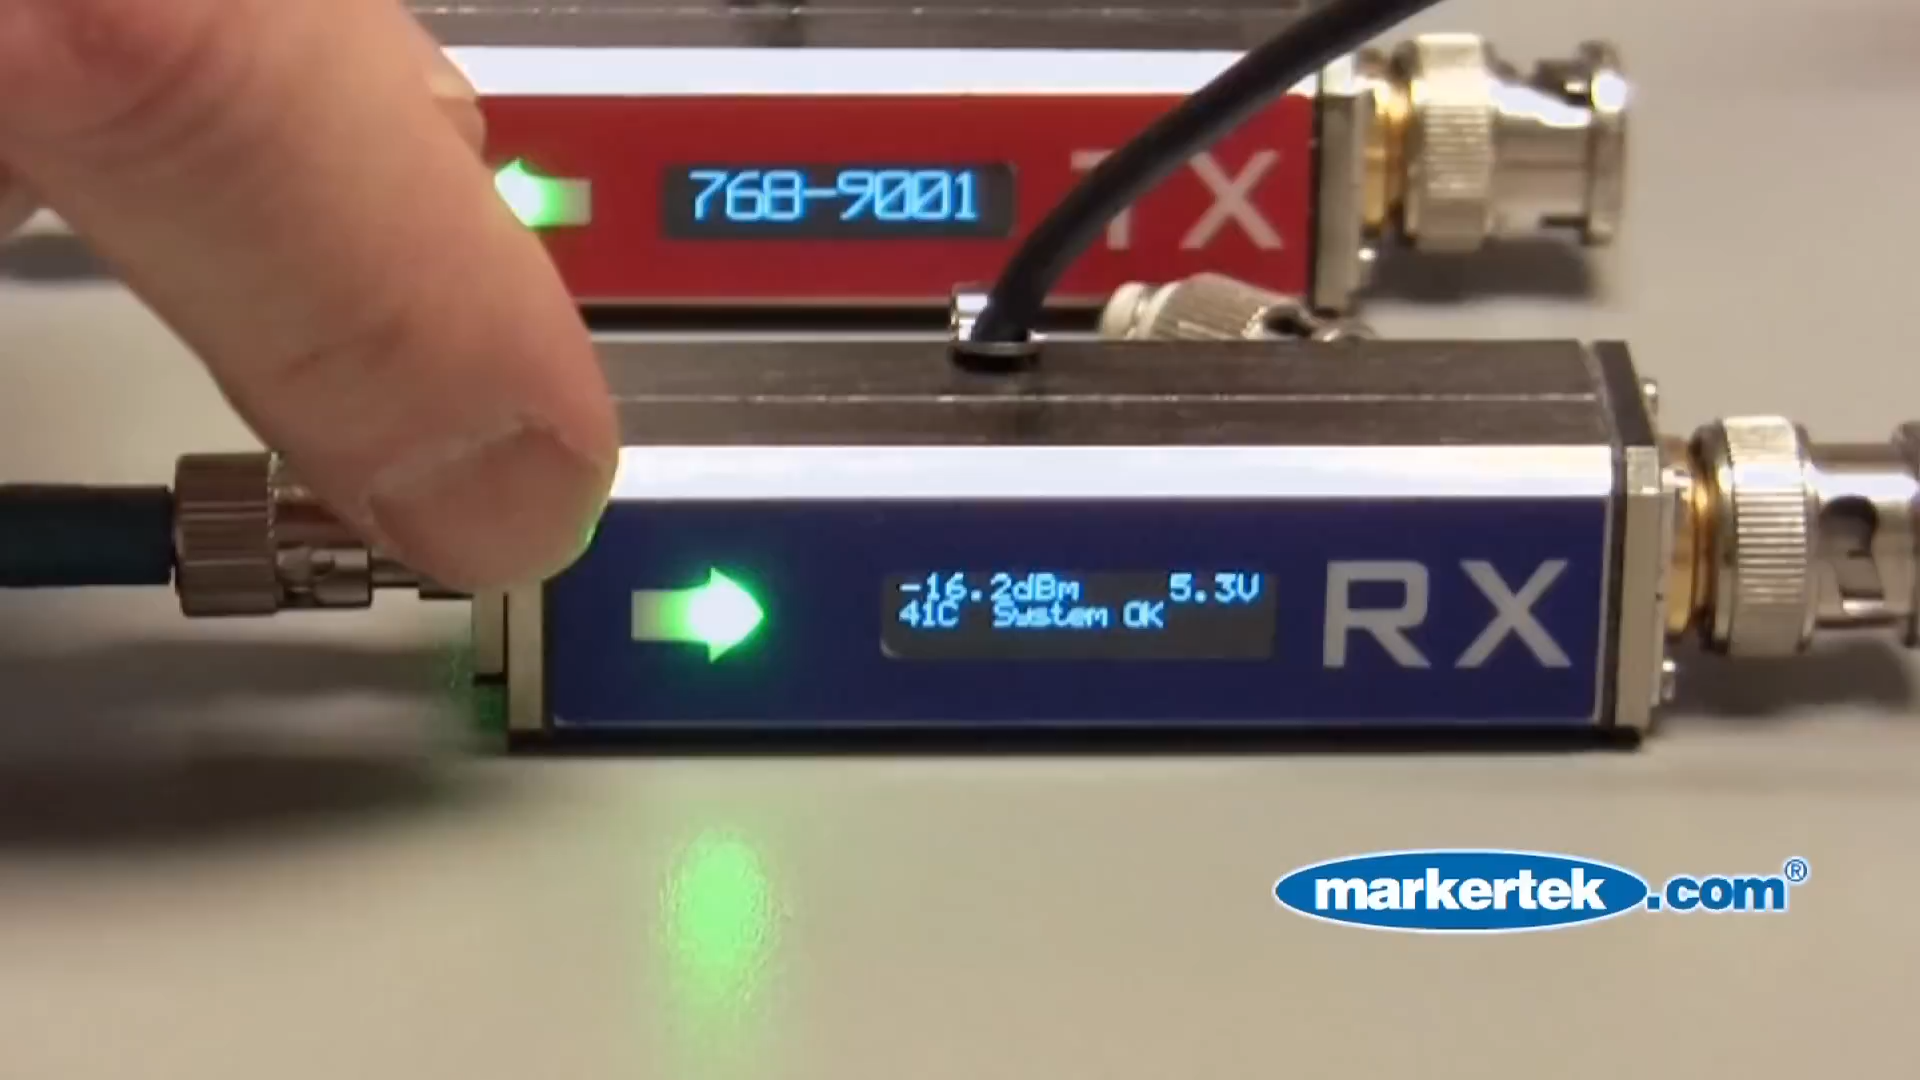 768-9001
TX
-16.2dBm 5.3V
41C System OK
RX
markertek.com®